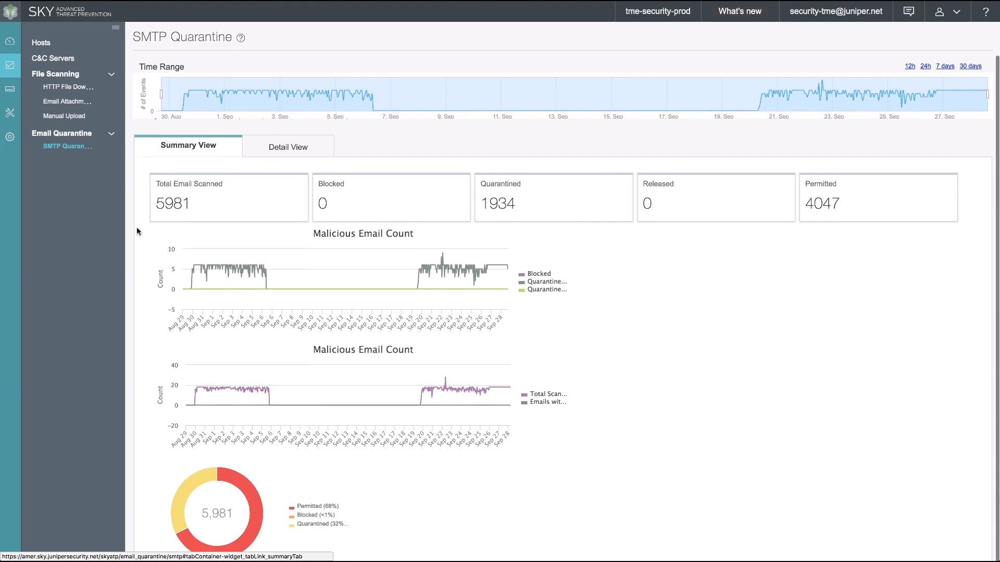 SKY ADVANCED THREAT PREVENTION
tme-security-prod
What's new
security-tme@juniper.net
?
Hosts
C&C Servers
File Scanning
HTTP File Dow...
Email Attachm...
Manual Upload
Email Quarantine
SMTP Quaran...
SMTP Quarantine ?
Time Range
12h 24h 7 days 30 days
# of Events
0
30. Aug 1. Sep 3. Sep 5. Sep 7. Sep 9. Sep 11. Sep 13. Sep 15. Sep 17. Sep 19. Sep 21. Sep 23. Sep 25. Sep 27. Sep
Summary View
Detail View
Total Email Scanned
5981
Blocked
0
Quarantined
1934
Released
0
Permitted
4047
Malicious Email Count
Count
10
5
0
-5
Aug 29 Aug 30 Aug 31 Sep 1 Sep 2 Sep 3 Sep 4 Sep 5 Sep 6 Sep 6 Sep 7 Sep 8 Sep 9 Sep 10 Sep 11 Sep 12 Sep 13 Sep 14 Sep 15 Sep 16 Sep 17 Sep 17 Sep 18 Sep 19 Sep 20 Sep 21 Sep 22 Sep 23 Sep 24 Sep 25 Sep 26 Sep 27 Sep 28
Blocked
Quarantine...
Quarantine...
Malicious Email Count
Count
40
20
0
-20
Aug 29 Aug 30 Aug 31 Sep 1 Sep 2 Sep 3 Sep 3 Sep 4 Sep 5 Sep 6 Sep 7 Sep 8 Sep 9 Sep 10 Sep 10 Sep 11 Sep 12 Sep 13 Sep 14 Sep 15 Sep 16 Sep 17 Sep 17 Sep 18 Sep 19 Sep 20 Sep 21 Sep 22 Sep 23 Sep 24 Sep 24 Sep 25 Sep 26 Sep 27 Sep 28
Total Scan...
Emails wit...
5,981
Permitted (68%)
Blocked (<1%)
Quarantined (32%...
https://amer.sky.junipersecurity.net/skyatp/email_quarantine/smtp#tabContainer-widget_tabLink_summaryTab